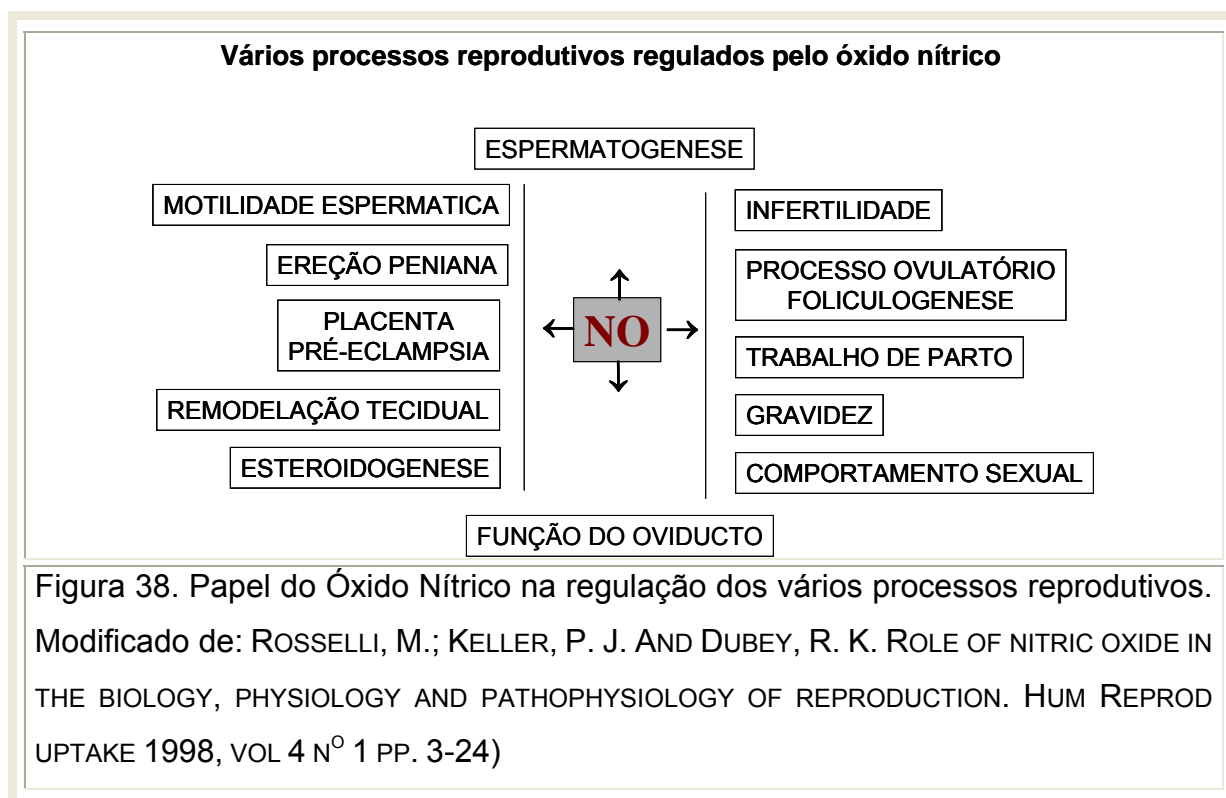 Vários processos reprodutivos regulados pelo óxido nítrico
ESPERMATOGENESE
MOTILIDADE ESPERMATICA
EREÇÃO PENIANA
PLACENTA
PRÉ-ECLAMPSIA
REMODELAÇÃO TECIDUAL
ESTEROIDOGENESE
NO
INFERTILIDADE
PROCESSO OVULATÓRIO
FOLICULOGENESE
TRABALHO DE PARTO
GRAVIDEZ
COMPORTAMENTO SEXUAL
FUNÇÃO DO OVIDUCTO
Figura 38. Papel do Óxido Nítrico na regulação dos vários processos reprodutivos.
Modificado de: ROSSELLI, M.; KELLER, P. J. AND DUBEY, R. K. ROLE OF NITRIC OXIDE IN
THE BIOLOGY, PHYSIOLOGY AND PATHOPHYSIOLOGY OF REPRODUCTION. HUM REPROD
UPTAKE 1998, VOL 4 Nº 1 PP. 3-24)